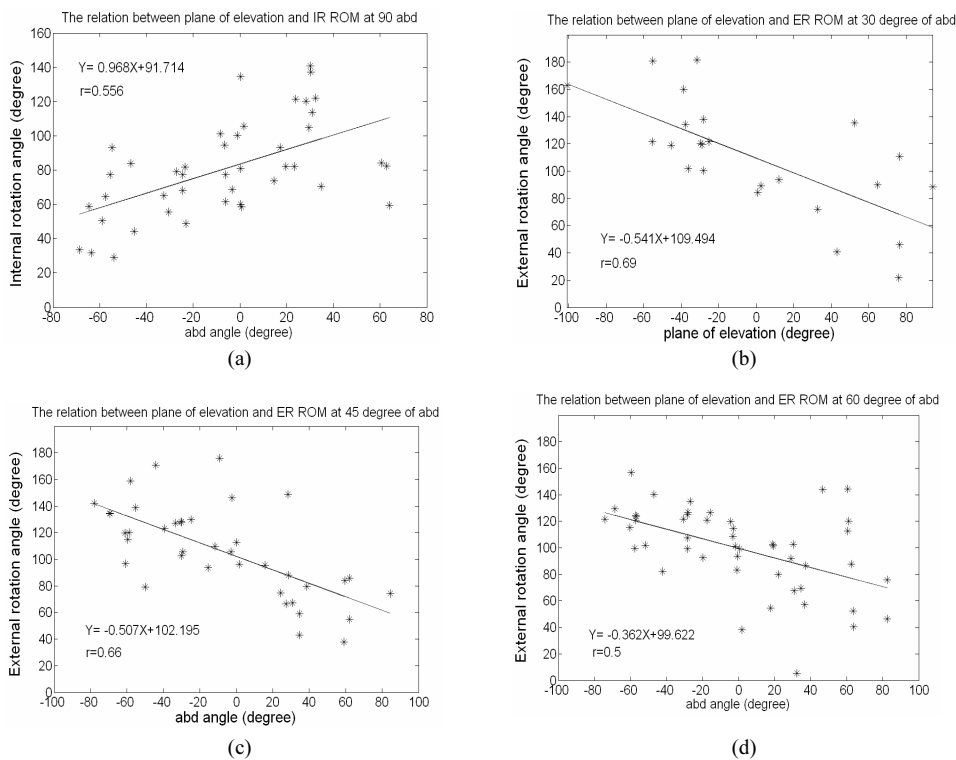 The relation between plane of elevation and IR ROM at 90 abd
160
140
120
100
80
60
40
20
0
Internal rotation angle (degree)
Y= 0.968X+91.714
r=0.556
-80 -60 -40 -20 0 20 40 60 80
abd angle (degree)
(a)
The relation between plane of elevation and ER ROM at 30 degree of abd
180
160
140
120
100
80
60
40
20
0
External rotation angle (degree)
Y= -0.541X+109.494
r=0.69
-100 -80 -60 -40 -20 0 20 40 60 80
plane of elevation (degree)
(b)
The relation between plane of elevation and ER ROM at 45 degree of abd
180
160
140
120
100
80
60
40
20
0
External rotation angle (degree)
Y= -0.507X+102.195
r=0.66
-100 -80 -60 -40 -20 0 20 40 60 80 100
abd angle (degree)
(c)
The relation between plane of elevation and ER ROM at 60 degree of abd
180
160
140
120
100
80
60
40
20
0
External rotation angle (degree)
Y= -0.362X+99.622
r=0.5
-100 -80 -60 -40 -20 0 20 40 60 80 100
abd angle (degree)
(d)